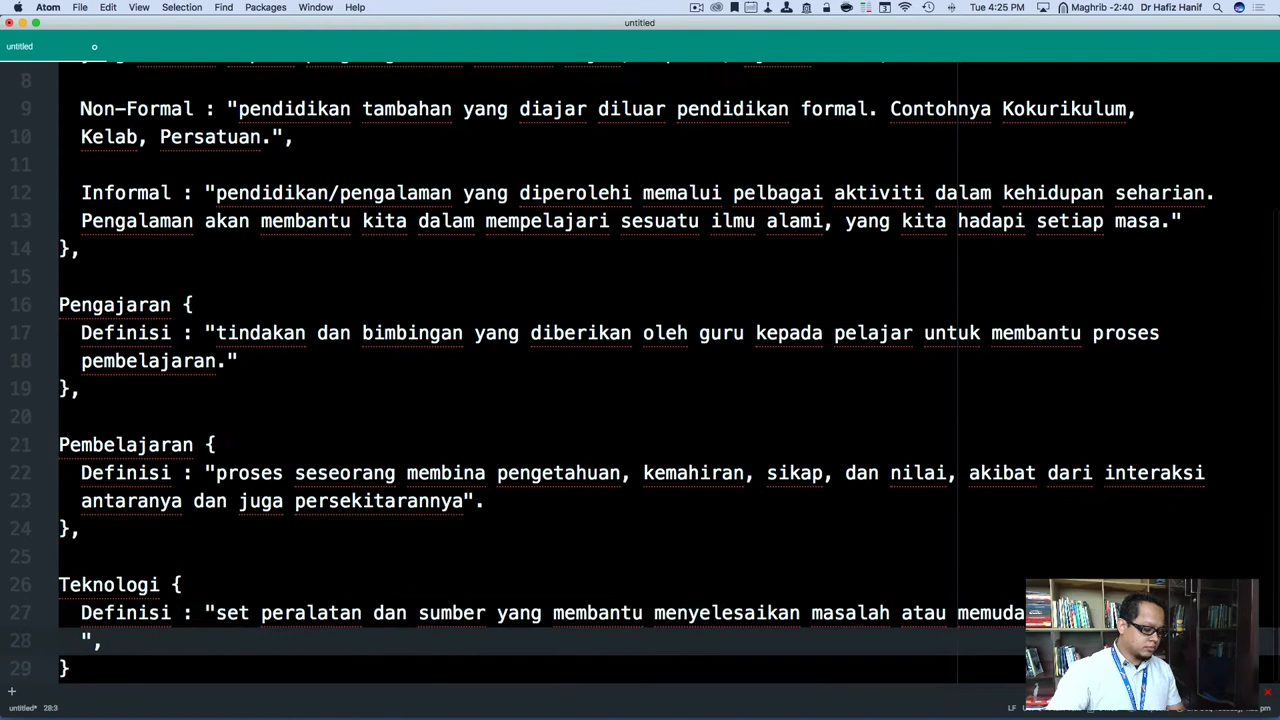 Atom File Edit View Selection Find Packages Window Help Tue 4:25 PM Maghrib -2:40 Dr Hafiz Hanif
untitled
untitled
8
9 Non-Formal : "pendidikan tambahan yang diajar diluar pendidikan formal. Contohnya Kokurikulum,
10 Kelab, Persatuan.",
11
12 Informal : "pendidikan/pengalaman yang diperolehi memalui pelbagai aktiviti dalam kehidupan seharian.
13 Pengalaman akan membantu kita dalam mempelajari sesuatu ilmu alami, yang kita hadapi setiap masa."
14 },
15
16 Pengajaran {
17 Definisi : "tindakan dan bimbingan yang diberikan oleh guru kepada pelajar untuk membantu proses
18 pembelajaran."
19 },
20
21 Pembelajaran {
22 Definisi : "proses seseorang membina pengetahuan, kemahiran, sikap, dan nilai, akibat dari interaksi
23 antaranya dan juga persekitarannya".
24 },
25
26 Teknologi {
27 Definisi : "set peralatan dan sumber yang membantu menyelesaikan masalah atau
28 ",
29 }
untitled* 28:3 LF